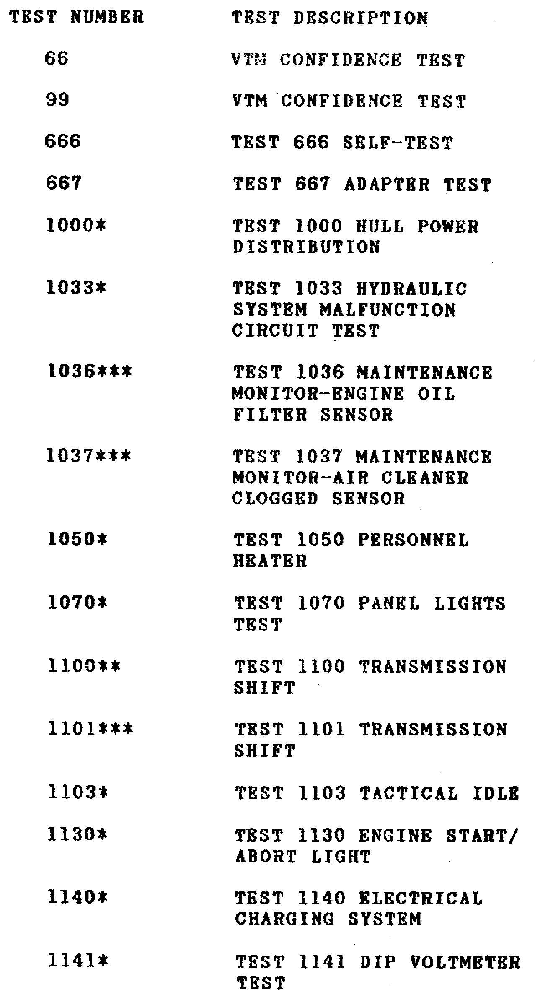 TEST NUMBER TEST DESCRIPTION
66 VTM CONFIDENCE TEST
99 VTM CONFIDENCE TEST
666 TEST 666 SELF-TEST
667 TEST 667 ADAPTER TEST
1000* TEST 1000 HULL POWER
DISTRIBUTION
1033* TEST 1033 HYDRAULIC
SYSTEM MALFUNCTION
CIRCUIT TEST
1036*** TEST 1036 MAINTENANCE
MONITOR-ENGINE OIL
FILTER SENSOR
1037*** TEST 1037 MAINTENANCE
MONITOR-AIR CLEANER
CLOGGED SENSOR
1050* TEST 1050 PERSONNEL
HEATER
1070* TEST 1070 PANEL LIGHTS
TEST
1100** TEST 1100 TRANSMISSION
SHIFT
1101*** TEST 1101 TRANSMISSION
SHIFT
1103* TEST 1103 TACTICAL IDLE
1130* TEST 1130 ENGINE START/
ABORT LIGHT
1140* TEST 1140 ELECTRICAL
CHARGING SYSTEM
1141* TEST 1141 DIP VOLTMETER
TEST